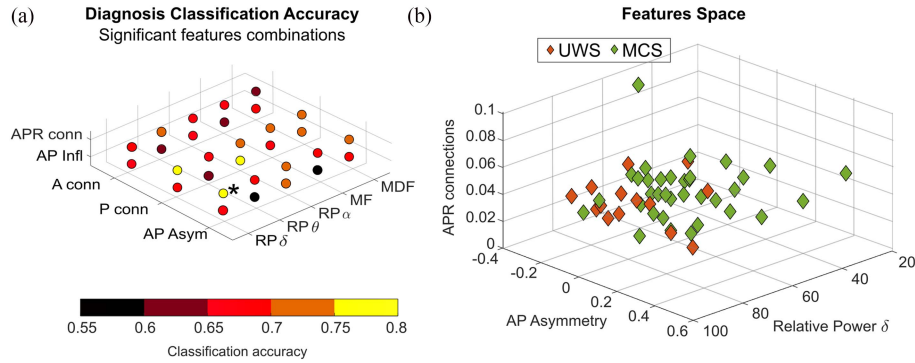 (a)
Diagnosis Classification Accuracy
Significant features combinations
APR conn
AP Infl
A conn
P conn
AP Asym
RP δ
RP θ
RP α
MF
MDF
*
0.55 0.6 0.65 0.7 0.75 0.8
Classification accuracy
(b)
Features Space
UWS MCS
APR connections
0.1
0.08
0.06
0.04
0.02
0
-0.4
-0.2
0
0.2
0.4
0.6
AP Asymmetry
100
80
60
40
20
Relative Power δ